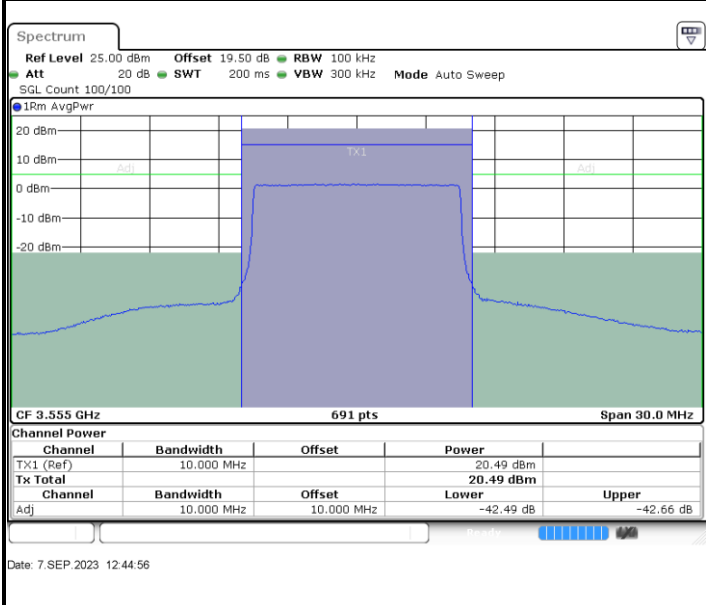 Spectrum
Ref Level 25.00 dBm Offset 19.50 dB RBW 100 kHz
Att 20 dB SWT 200 ms VBW 300 kHz Mode Auto Sweep
SGL Count 100/100
1Rm AvgPwr
20 dBm
TX1
10 dBm
Adj Adj
0 dBm
-10 dBm
-20 dBm
CF 3.555 GHz 691 pts Span 30.0 MHz
Channel Power
Channel Bandwidth Offset Power
TX1 (Ref) 10.000 MHz 20.49 dBm
Tx Total 20.49 dBm
Channel Bandwidth Offset Lower Upper
Adj 10.000 MHz 10.000 MHz -42.49 dB -42.66 dB
Ready
Date: 7.SEP.2023 12:44:56